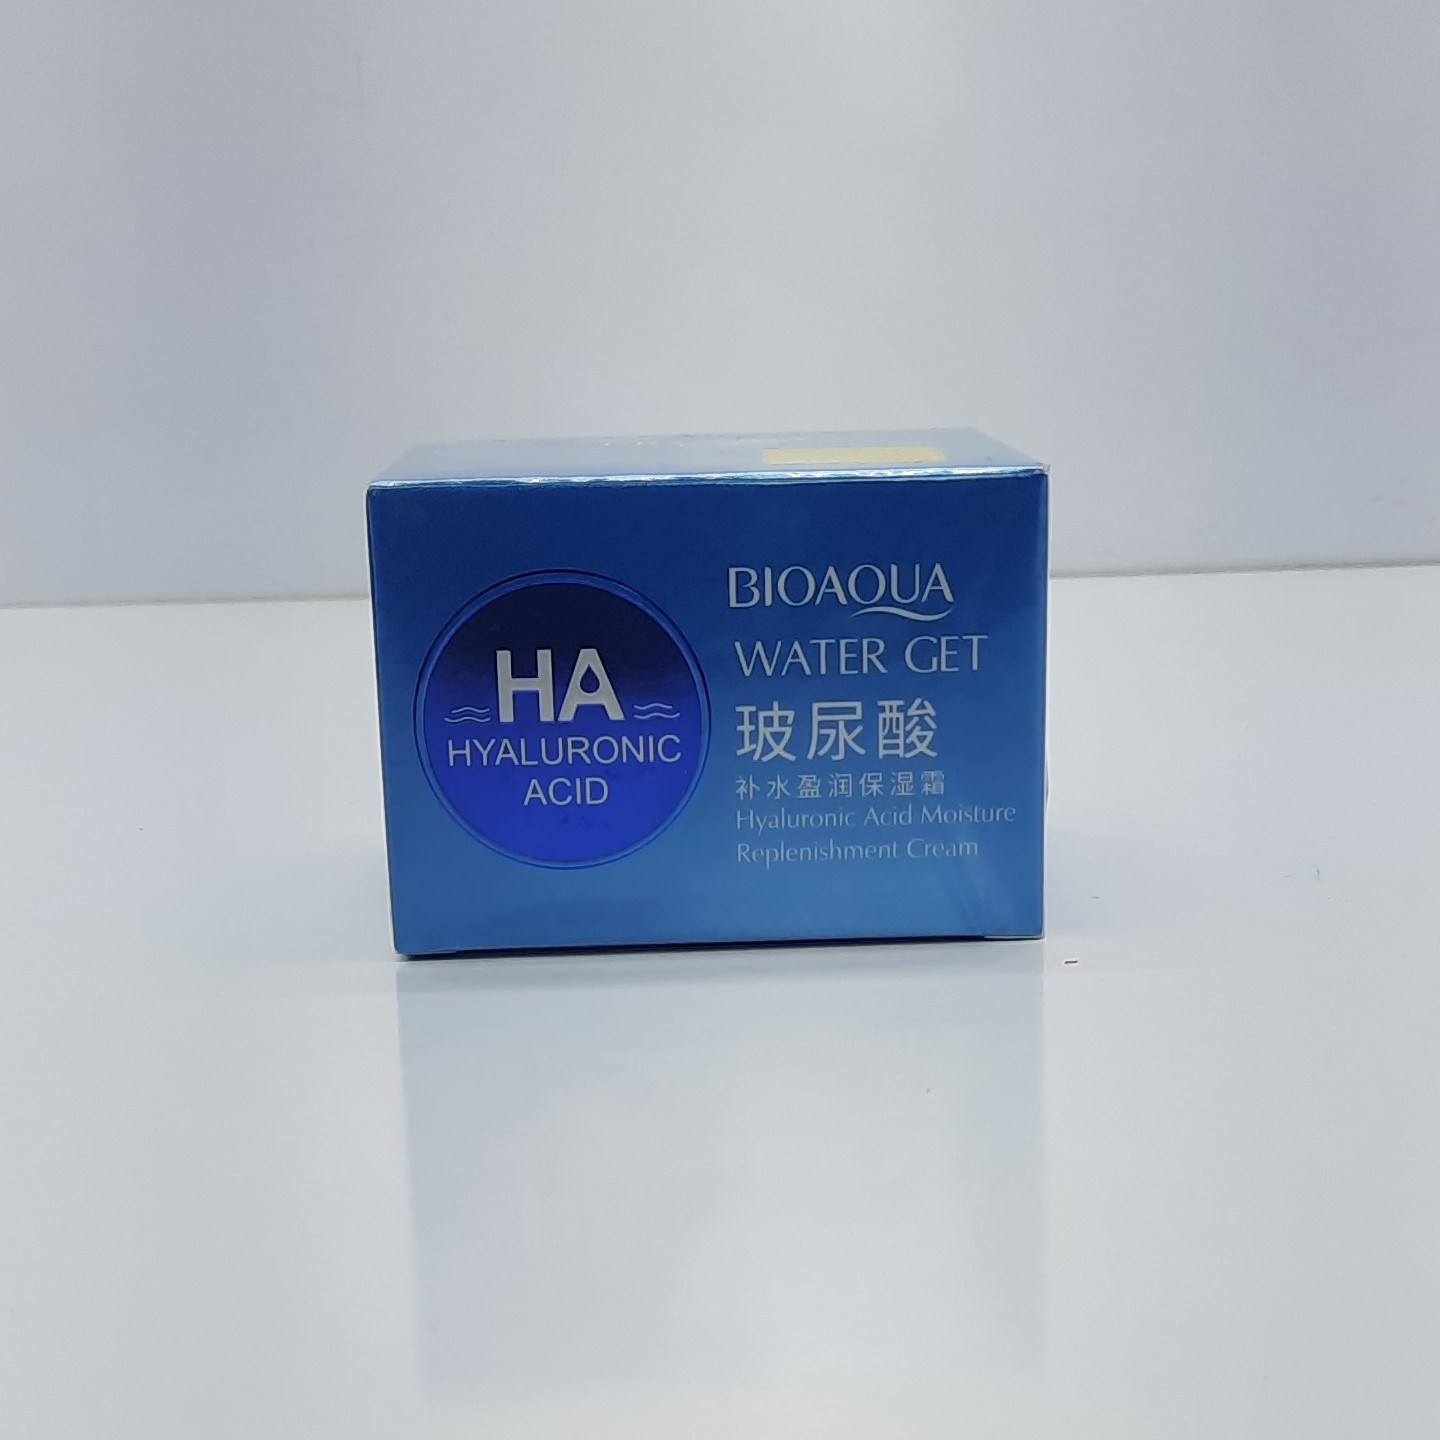 HA
HYALURONIC
ACID
BIOAQUA
WATER GET
玻尿酸
补水盈润保湿霜
Hyaluronic Acid Moisture
Replenishment Cream